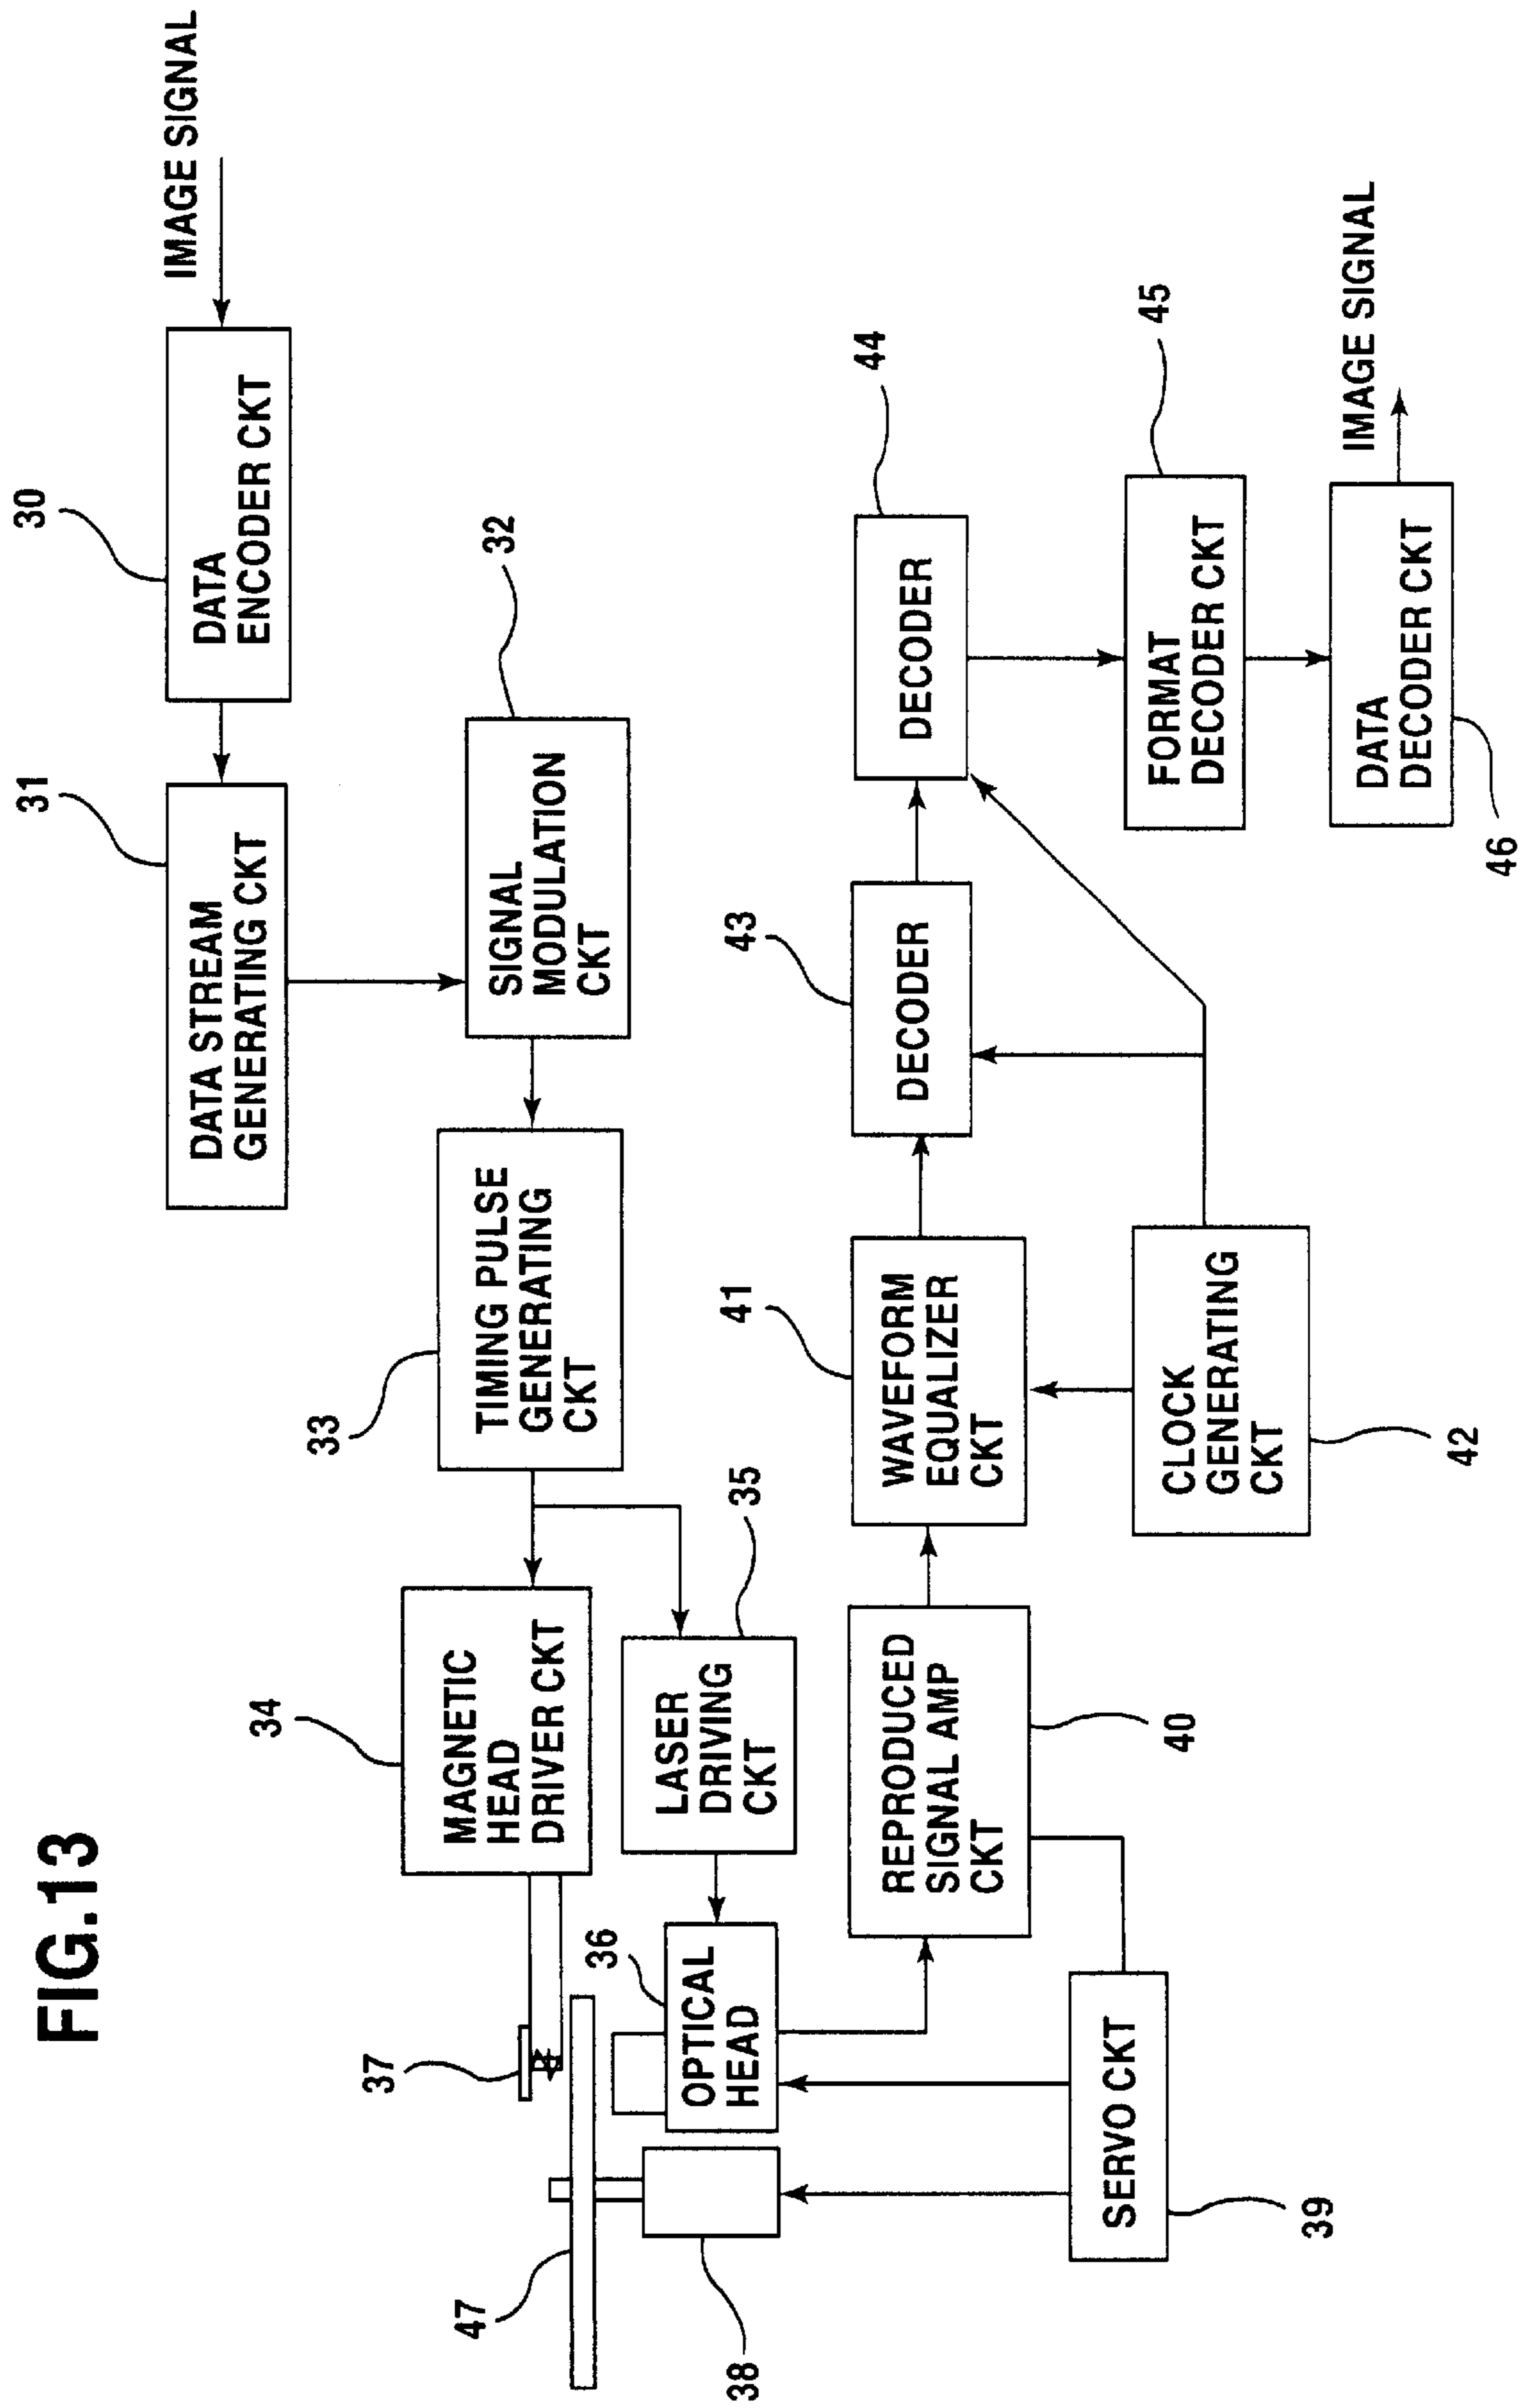 FIG.13
IMAGE SIGNAL
30
DATA
ENCODER CKT
31
DATA STREAM
GENERATING CKT
32
SIGNAL
MODULATION
CKT
33
TIMING PULSE
GENERATING
CKT
34
MAGNETIC
HEAD
DRIVER CKT
35
LASER
DRIVING
CKT
36
OPTICAL
HEAD
37
47
38
39
SERVO CKT
40
REPRODUCED
SIGNAL AMP
CKT
41
WAVEFORM
EQUALIZER
CKT
42
CLOCK
GENERATING
CKT
43
DECODER
44
DECODER
45
FORMAT
DECODER CKT
46
DATA
DECODER CKT
IMAGE SIGNAL